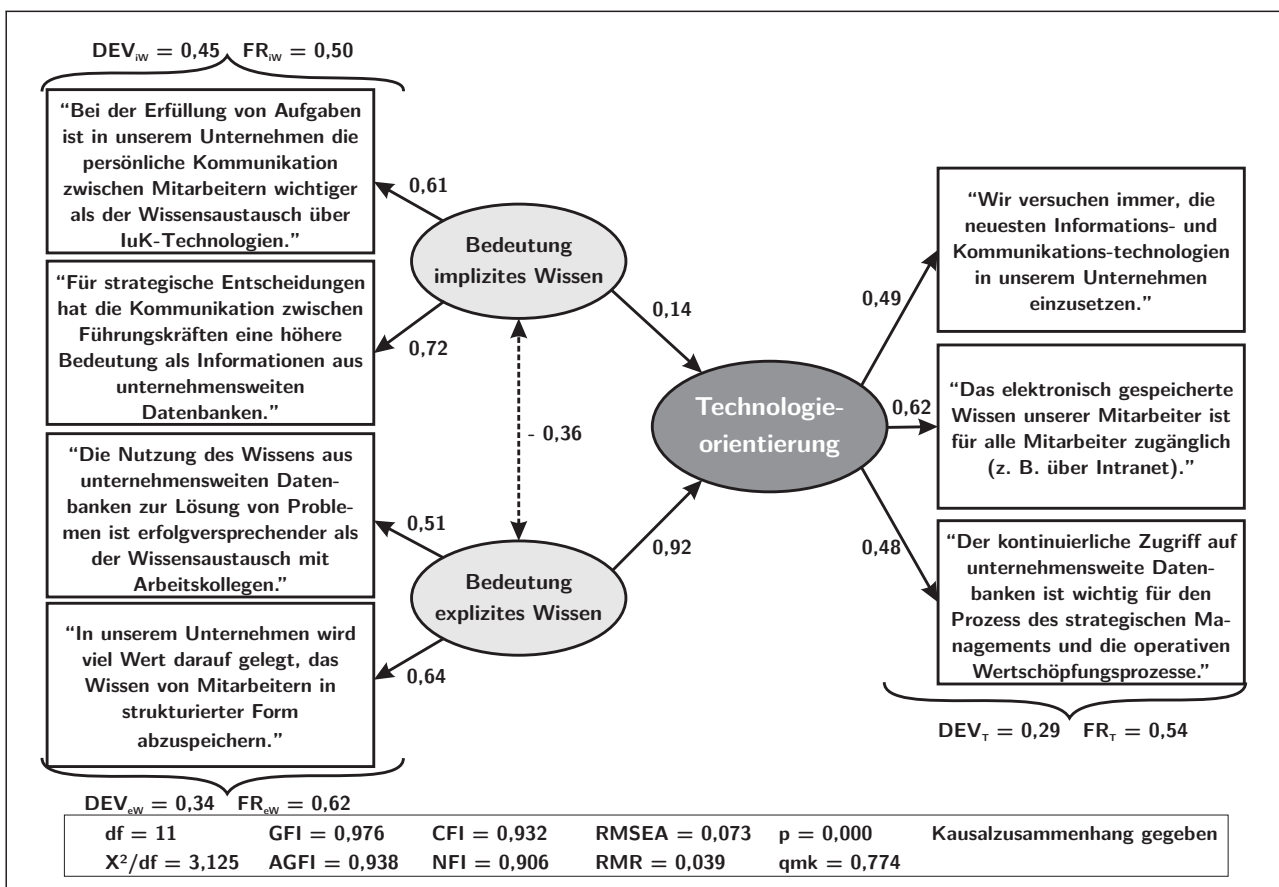 DEV_iW = 0,45 FR_iW = 0,50
“Bei der Erfüllung von Aufgaben
ist in unserem Unternehmen die
persönliche Kommunikation
zwischen Mitarbeitern wichtiger
als der Wissensaustausch über
IuK-Technologien.”
“Für strategische Entscheidungen
hat die Kommunikation zwischen
Führungskräften eine höhere
Bedeutung als Informationen aus
unternehmensweiten
Datenbanken.”
“Die Nutzung des Wissens aus
unternehmensweiten Daten-
banken zur Lösung von Proble-
men ist erfolgversprechender als
der Wissensaustausch mit
Arbeitskollegen.”
“In unserem Unternehmen wird
viel Wert darauf gelegt, das
Wissen von Mitarbeitern in
strukturierter Form
abzuspeichern.”
DEV_eW = 0,34 FR_eW = 0,62
0,61
0,72
0,51
0,64
Bedeutung
implizites Wissen
- 0,36
Bedeutung
explizites Wissen
0,14
0,92
Technologie-
orientierung
0,49
0,62
0,48
“Wir versuchen immer, die
neuesten Informations- und
Kommunikations-technologien
in unserem Unternehmen
einzusetzen.”
“Das elektronisch gespeicherte
Wissen unserer Mitarbeiter ist
für alle Mitarbeiter zugänglich
(z. B. über Intranet).”
“Der kontinuierliche Zugriff auf
unternehmensweite Daten-
banken ist wichtig für den
Prozess des strategischen Ma-
nagements und die operativen
Wertschöpfungsprozesse.”
DEV_T = 0,29 FR_T = 0,54
df = 11 GFI = 0,976 CFI = 0,932 RMSEA = 0,073 p = 0,000 Kausalzusammenhang gegeben
X²/df = 3,125 AGFI = 0,938 NFI = 0,906 RMR = 0,039 qmk = 0,774